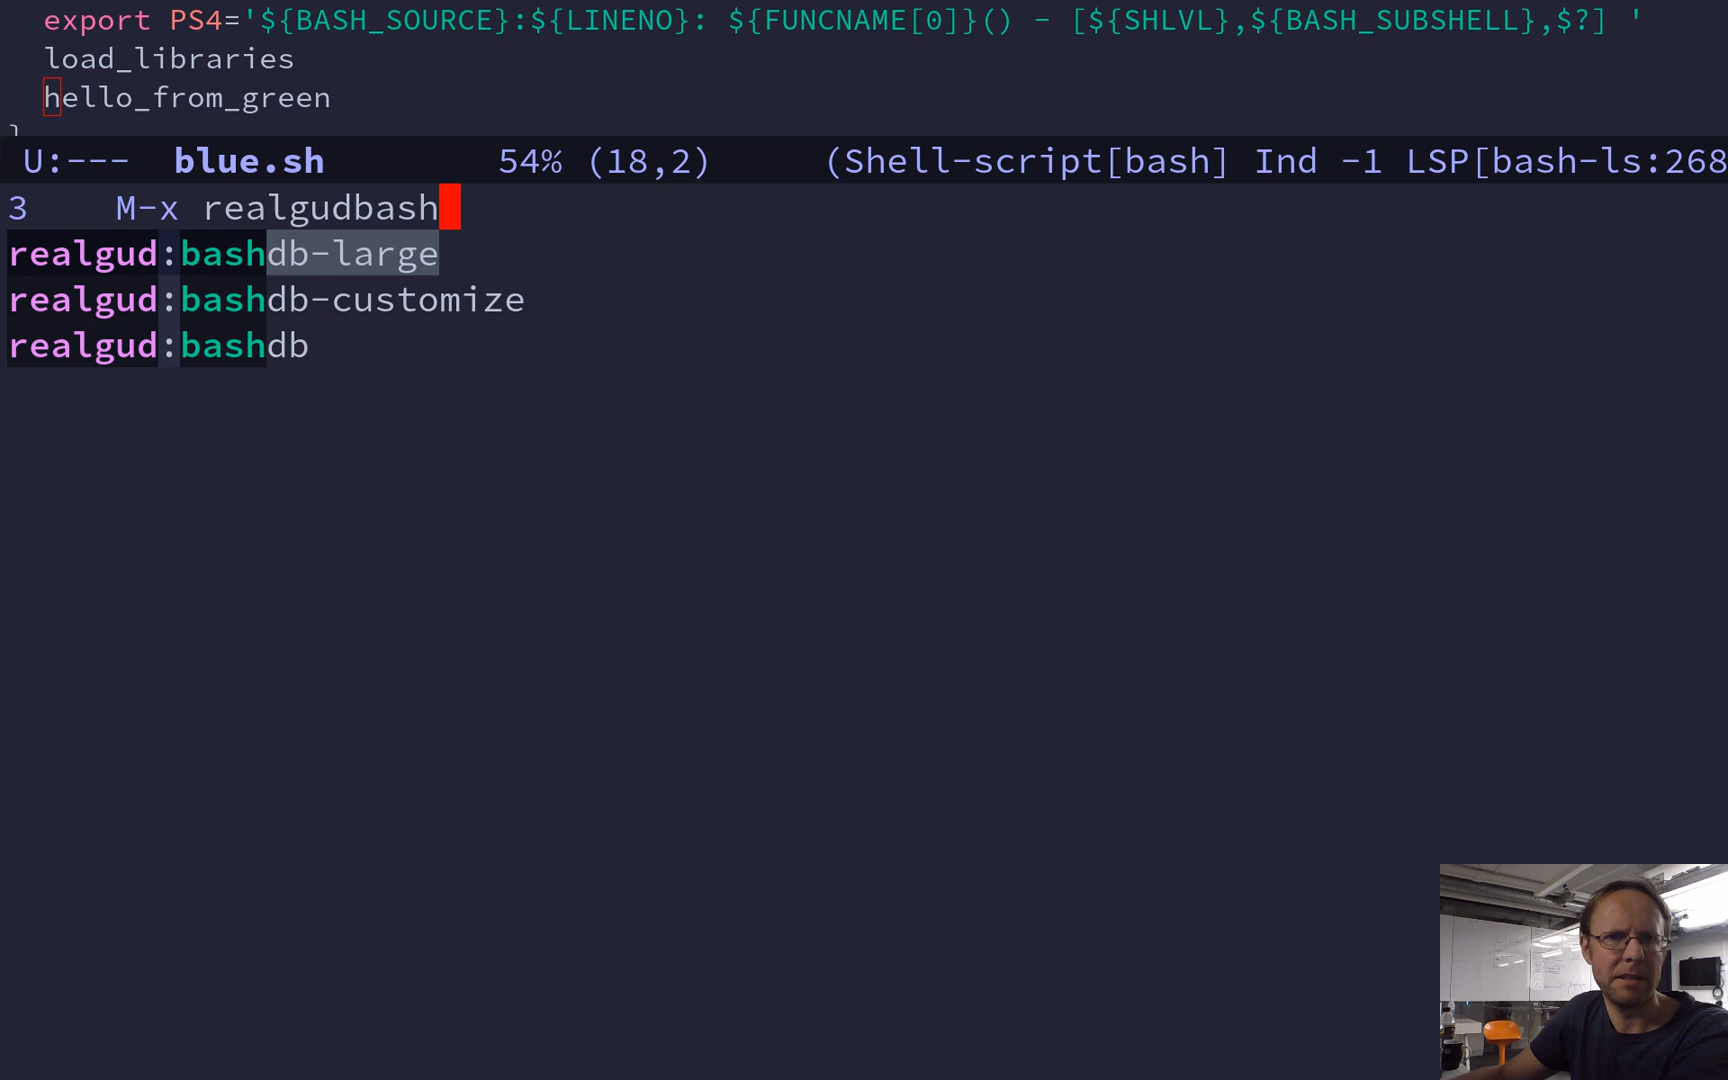 export PS4='${BASH_SOURCE}:${LINENO}: ${FUNCNAME[0]}() - [${SHLVL},${BASH_SUBSHELL},$?] '
load_libraries
hello_from_green
}
U:--- blue.sh 54% (18,2) (Shell-script[bash] Ind -1 LSP[bash-ls:268
3 M-x realgudbash
realgud:bashdb-large
realgud:bashdb-customize
realgud:bashdb